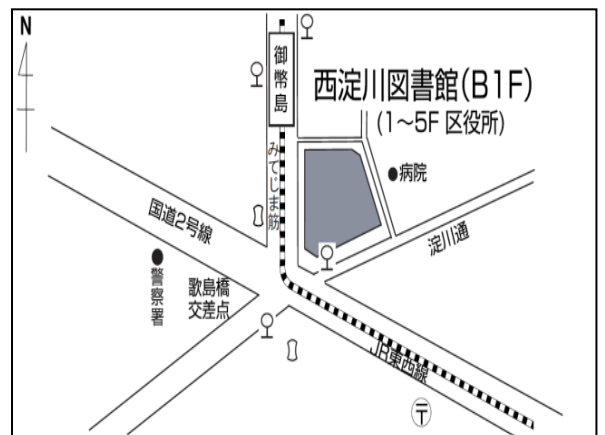 N
御幣島
西淀川図書館(B1F)
(1～5F 区役所)
みてじま筋
病院
国道2号線
淀川通
警察署
歌島橋
交差点
JR東西線
〒